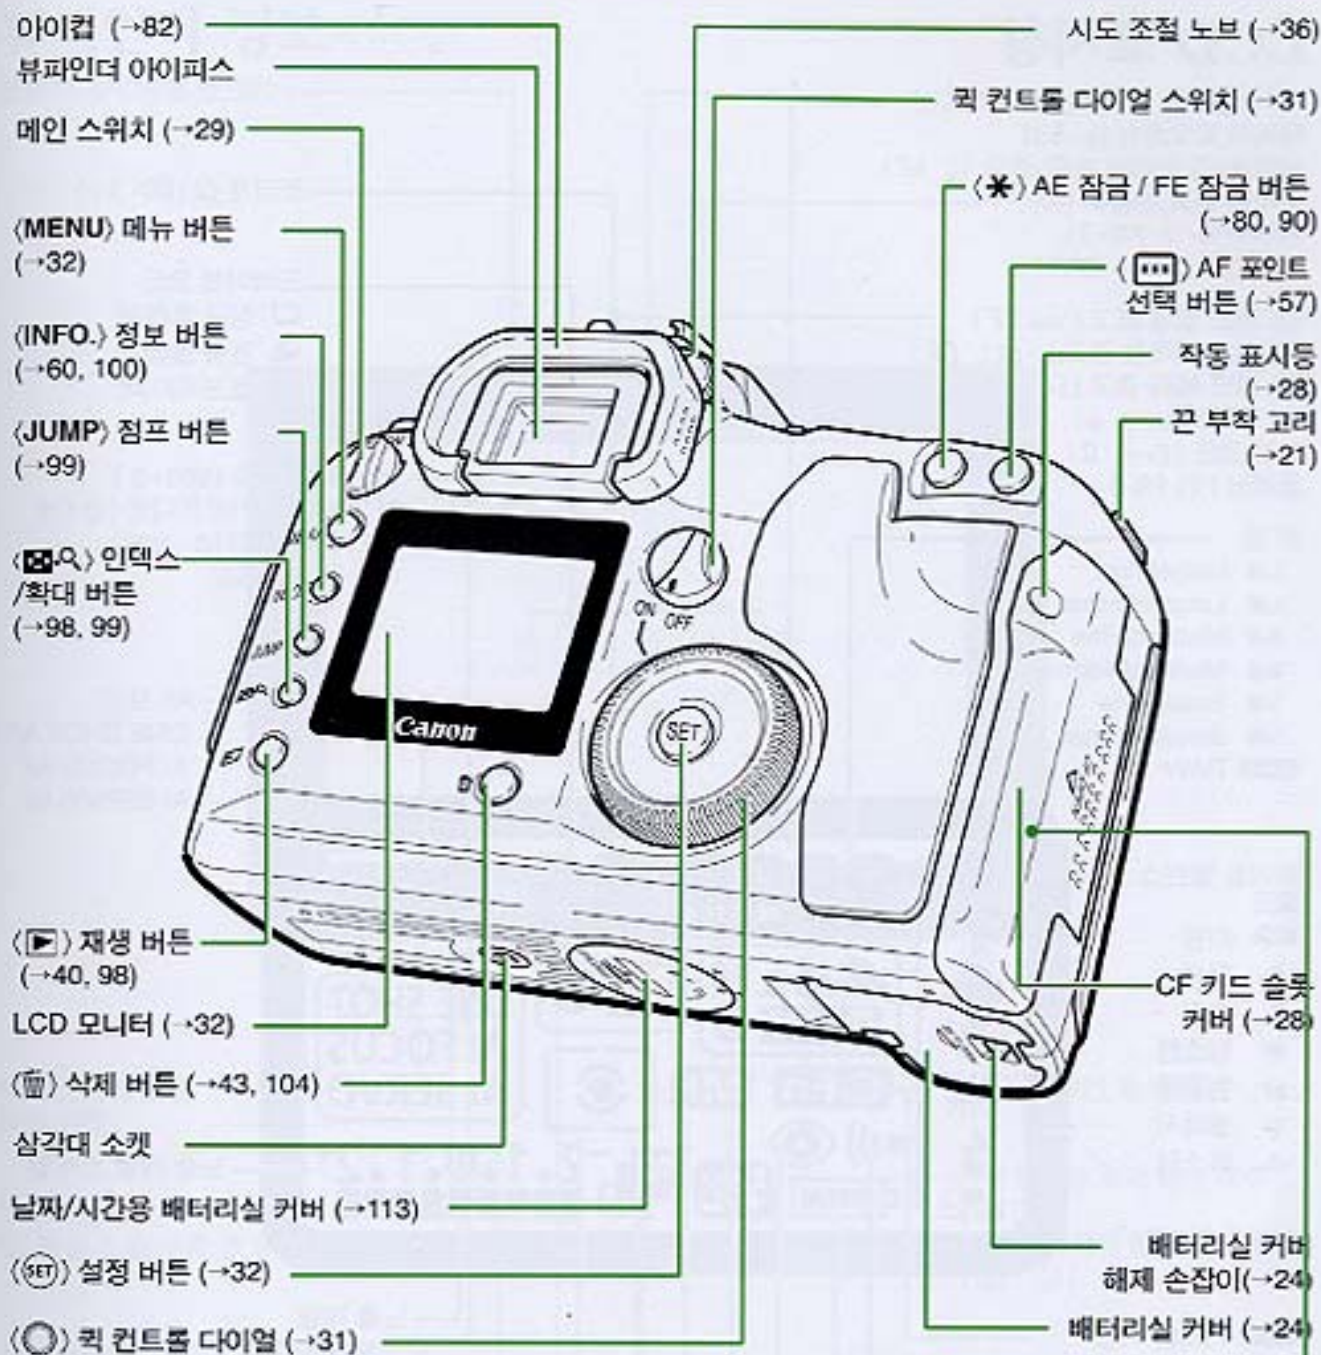 아이컵 (→82)
뷰파인더 아이피스
메인 스위치 (→29)
〈MENU〉 메뉴 버튼
(→32)
〈INFO.〉 정보 버튼
(→60, 100)
〈JUMP〉 점프 버튼
(→99)
〈 〉 인덱스
/확대 버튼
(→98, 99)
〈▶〉 재생 버튼
(→40, 98)
LCD 모니터 (→32)
〈 〉 삭제 버튼 (→43, 104)
삼각대 소켓
날짜/시간용 배터리실 커버 (→113)
〈SET〉 설정 버튼 (→32)
〈 〉 퀵 컨트롤 다이얼 (→31)
시도 조절 노브 (→36)
퀵 컨트롤 다이얼 스위치 (→31)
〈✱〉 AE 잠금 / FE 잠금 버튼
(→80, 90)
〈 〉 AF 포인트
선택 버튼 (→57)
작동 표시등
(→28)
끈 부착 고리
(→21)
CF 키드 슬롯
커버 (→28)
배터리실 커버
해제 손잡이(→24)
배터리실 커버 (→24)
ON
OFF
SET
Canon
JUMP